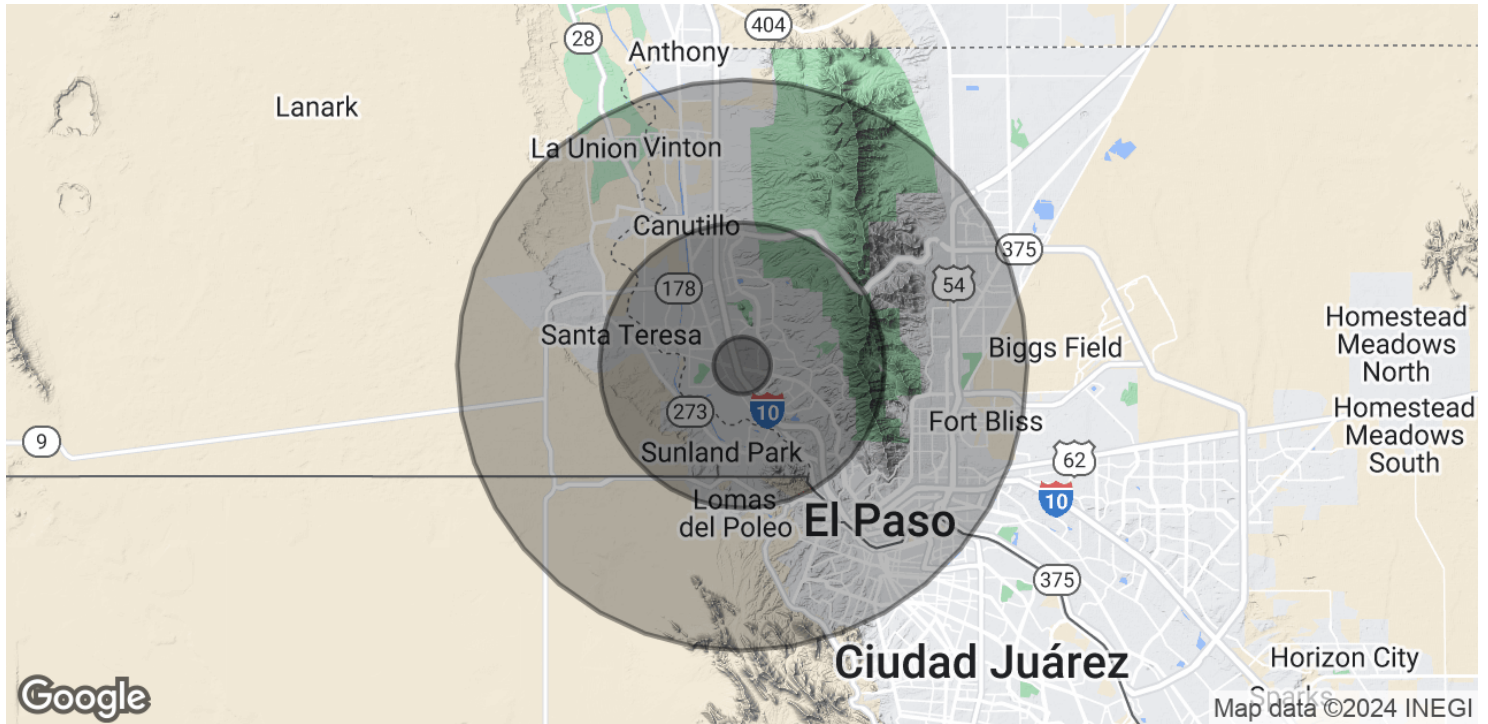 404
28
Anthony
Lanark
La Union
Vinton
Canutillo
375
178
54
Santa Teresa
Homestead
Meadows
North
Biggs Field
273
10
Fort Bliss
Homestead
Meadows
South
9
Sunland Park
62
10
Lomas
del Poleo
El Paso
375
Ciudad Juárez
Horizon City
Sparks
Google
Map data ©2024 INEGI